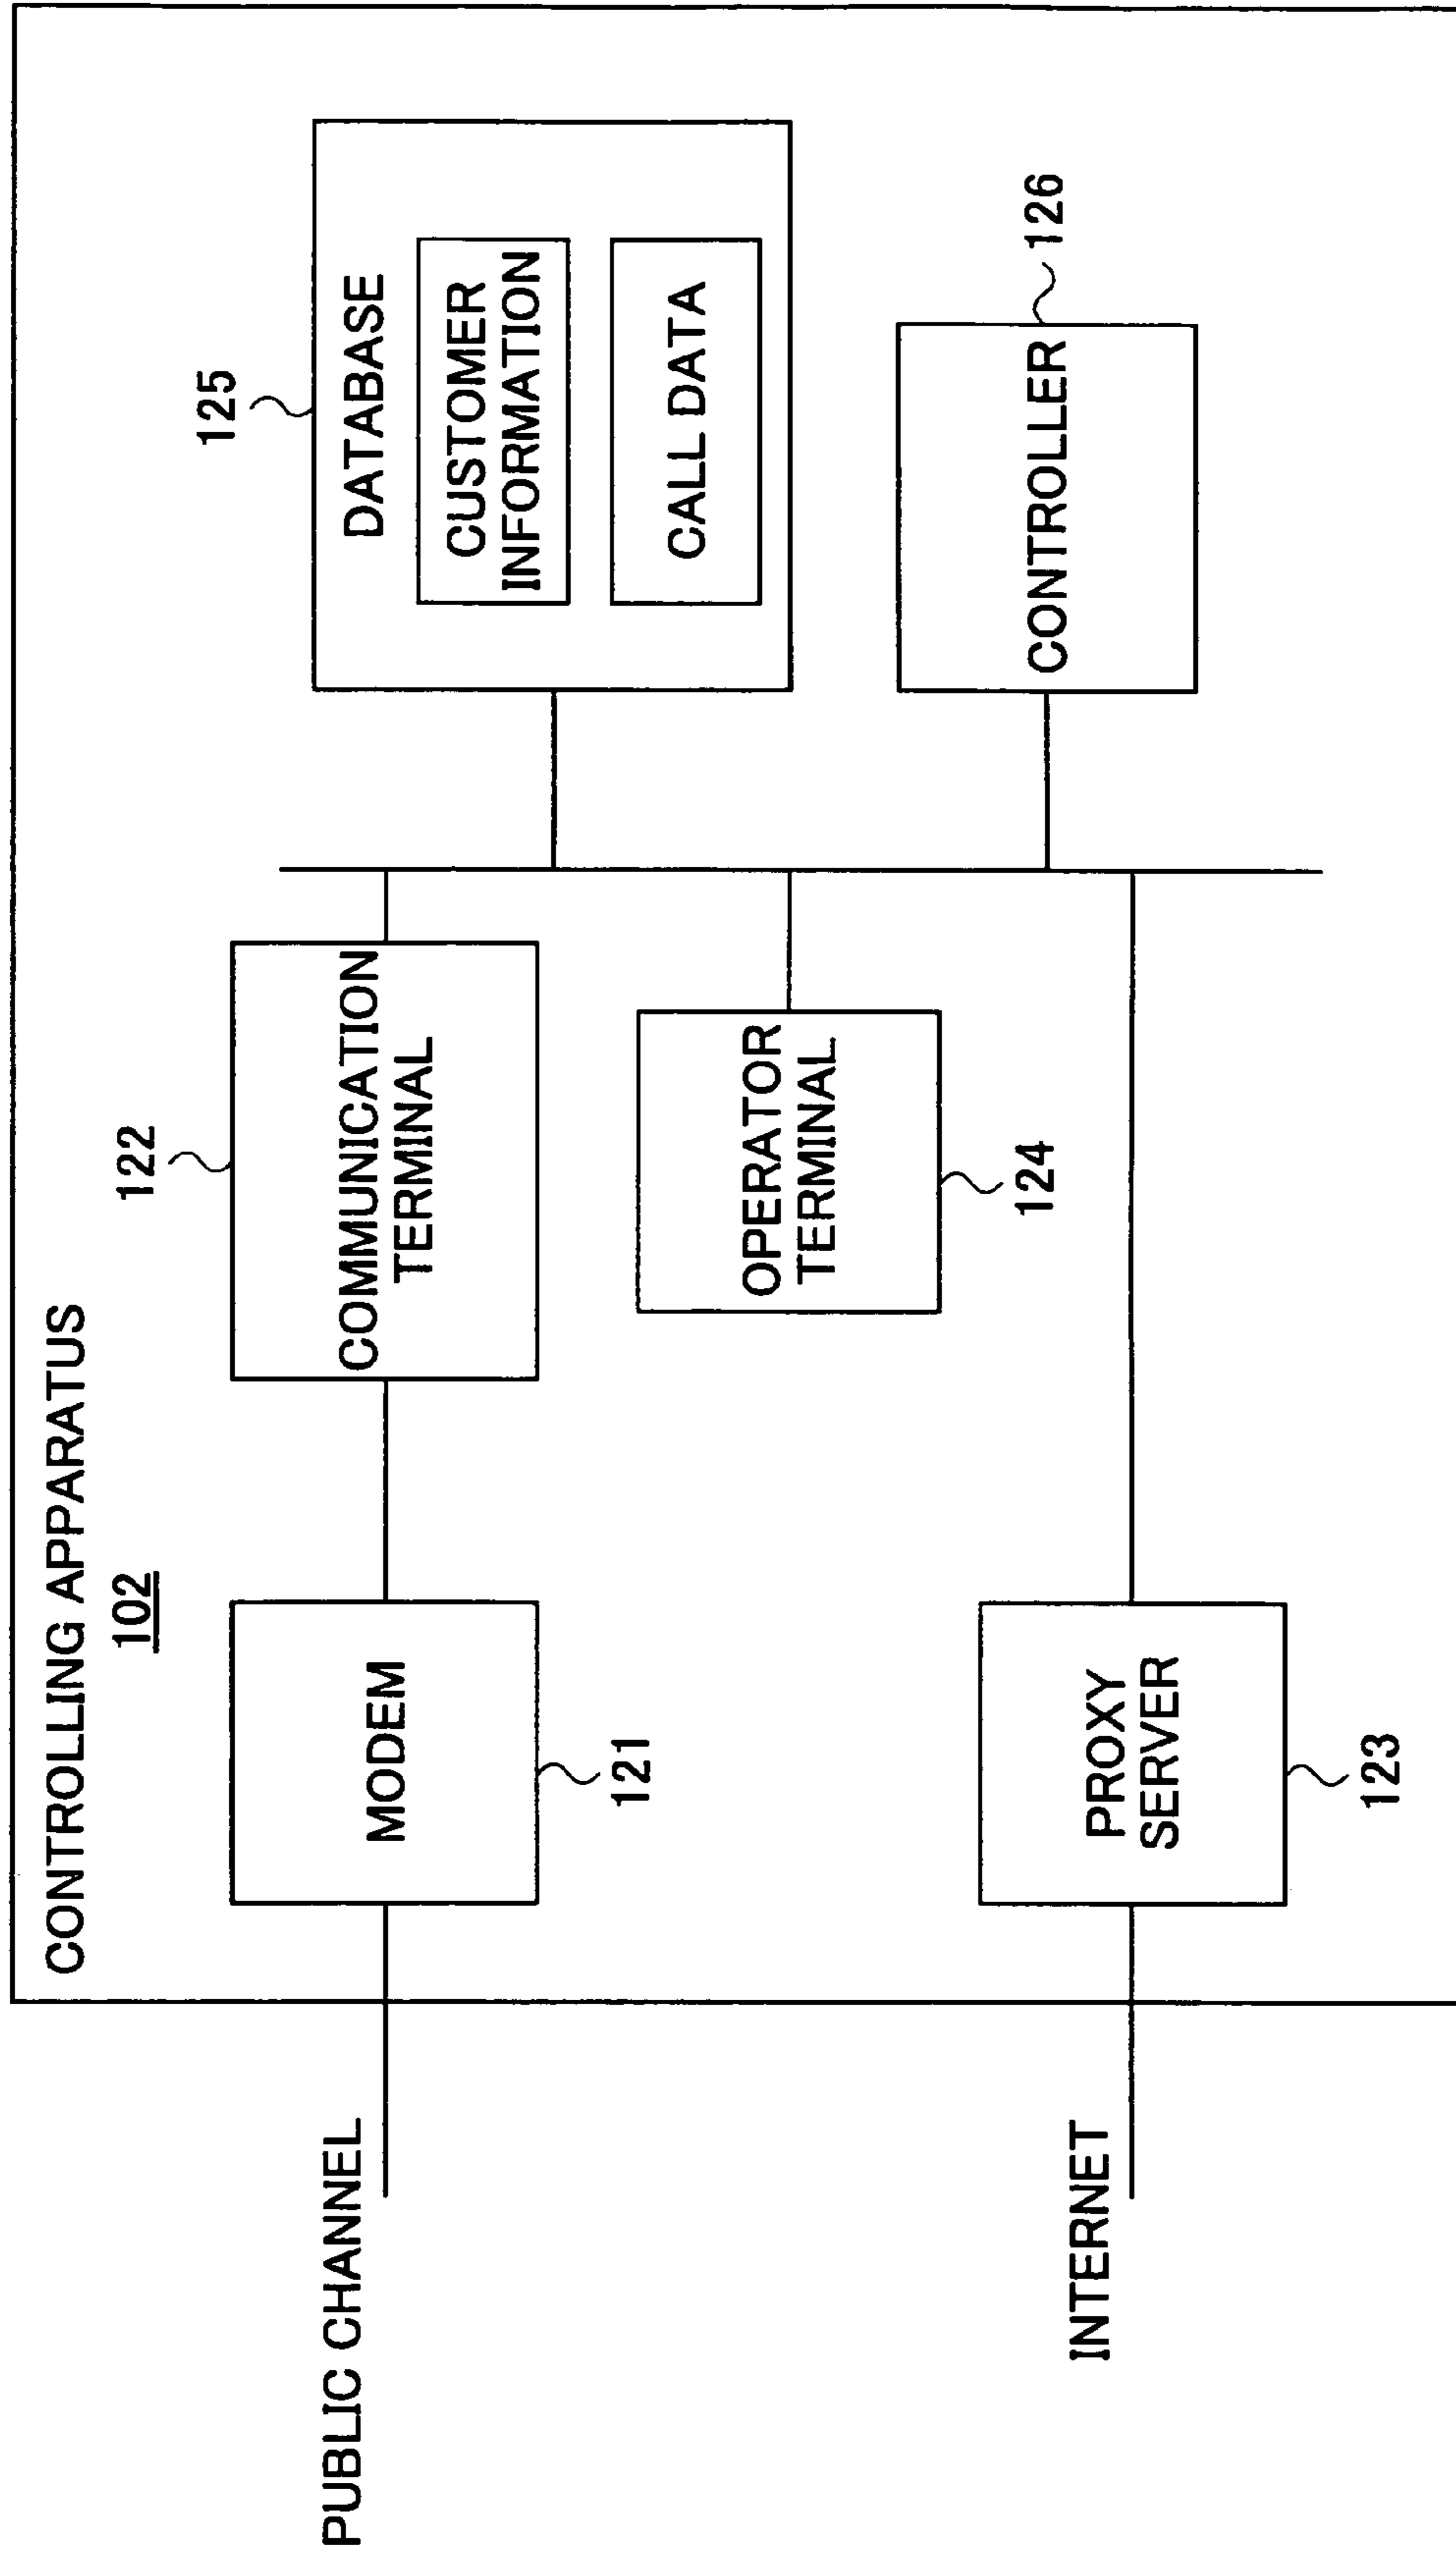 CONTROLLING APPARATUS
102
PUBLIC CHANNEL
MODEM
121
COMMUNICATION
TERMINAL
122
125
DATABASE
CUSTOMER
INFORMATION
CALL DATA
OPERATOR
TERMINAL
124
CONTROLLER
126
INTERNET
PROXY
SERVER
123